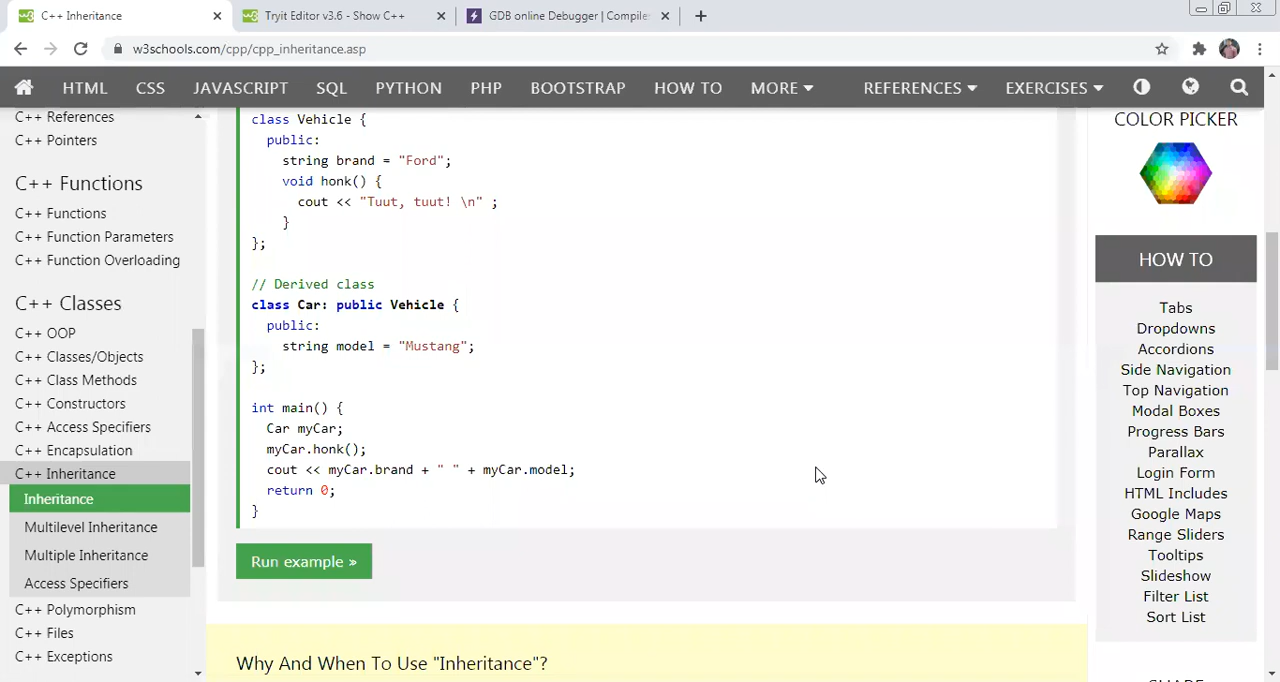 C++ Inheritance
Tryit Editor v3.6 - Show C++
GDB online Debugger | Compiler
w3schools.com/cpp/cpp_inheritance.asp
HTML CSS JAVASCRIPT SQL PYTHON PHP BOOTSTRAP HOW TO MORE REFERENCES EXERCISES
C++ References
C++ Pointers
C++ Functions
C++ Functions
C++ Function Parameters
C++ Function Overloading
C++ Classes
C++ OOP
C++ Classes/Objects
C++ Class Methods
C++ Constructors
C++ Access Specifiers
C++ Encapsulation
C++ Inheritance
Inheritance
Multilevel Inheritance
Multiple Inheritance
Access Specifiers
C++ Polymorphism
C++ Files
C++ Exceptions
class Vehicle {
public:
string brand = "Ford";
void honk() {
cout << "Tuut, tuut! \n" ;
}
};
// Derived class
class Car: public Vehicle {
public:
string model = "Mustang";
};
int main() {
Car myCar;
myCar.honk();
cout << myCar.brand + " " + myCar.model;
return 0;
}
Run example »
Why And When To Use "Inheritance"?
COLOR PICKER
HOW TO
Tabs
Dropdowns
Accordions
Side Navigation
Top Navigation
Modal Boxes
Progress Bars
Parallax
Login Form
HTML Includes
Google Maps
Range Sliders
Tooltips
Slideshow
Filter List
Sort List